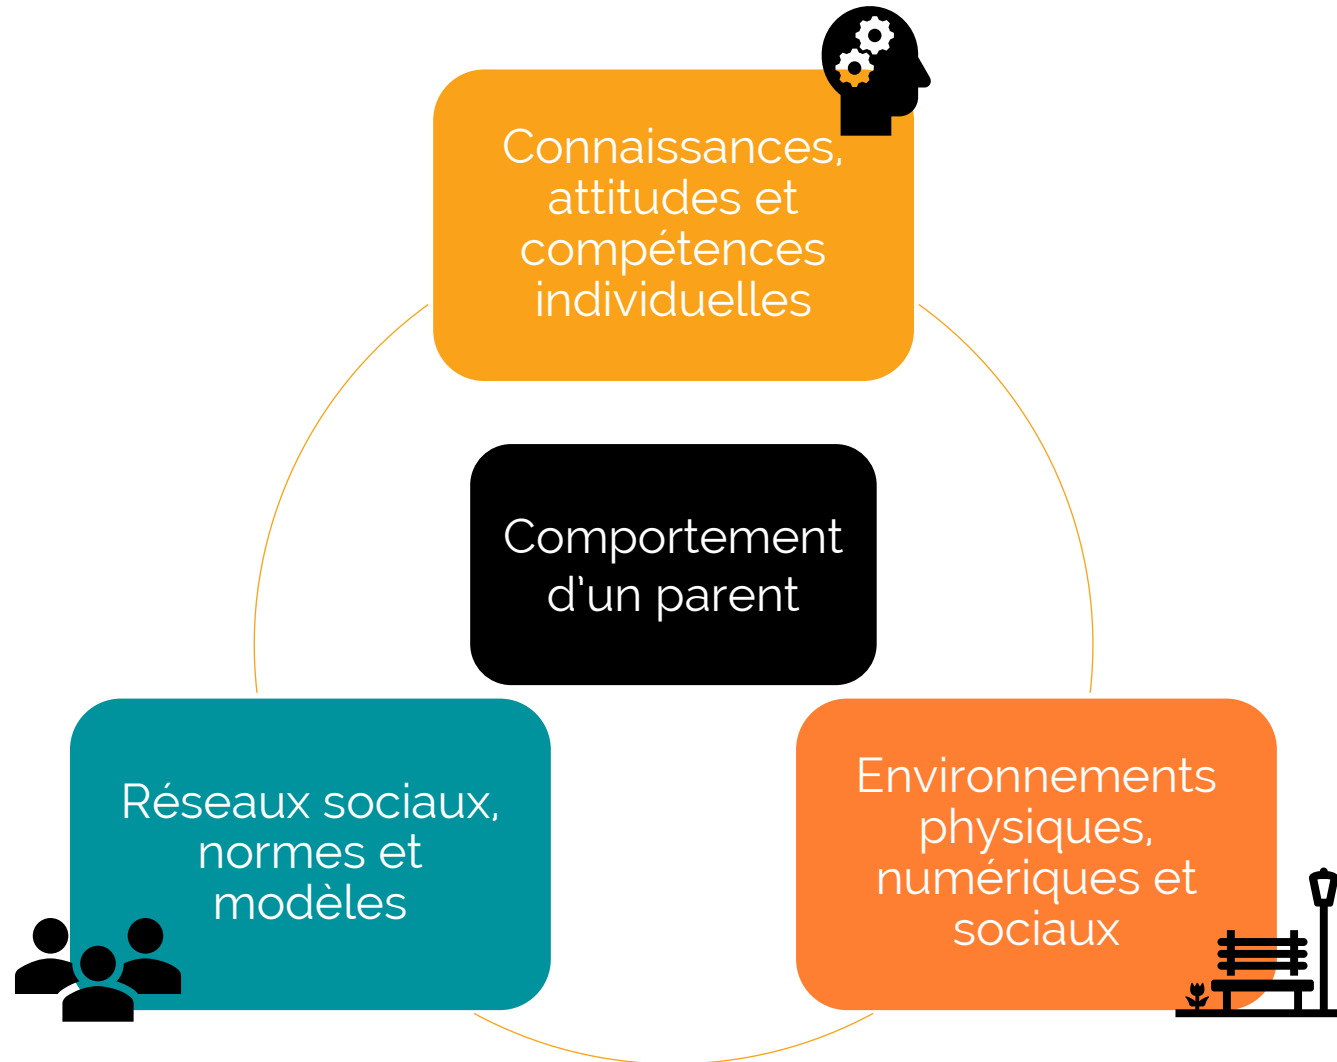 Connaissances,
attitudes et
compétences
individuelles
Comportement
d'un parent
Réseaux sociaux,
normes et
modèles
Environnements
physiques,
numériques et
sociaux